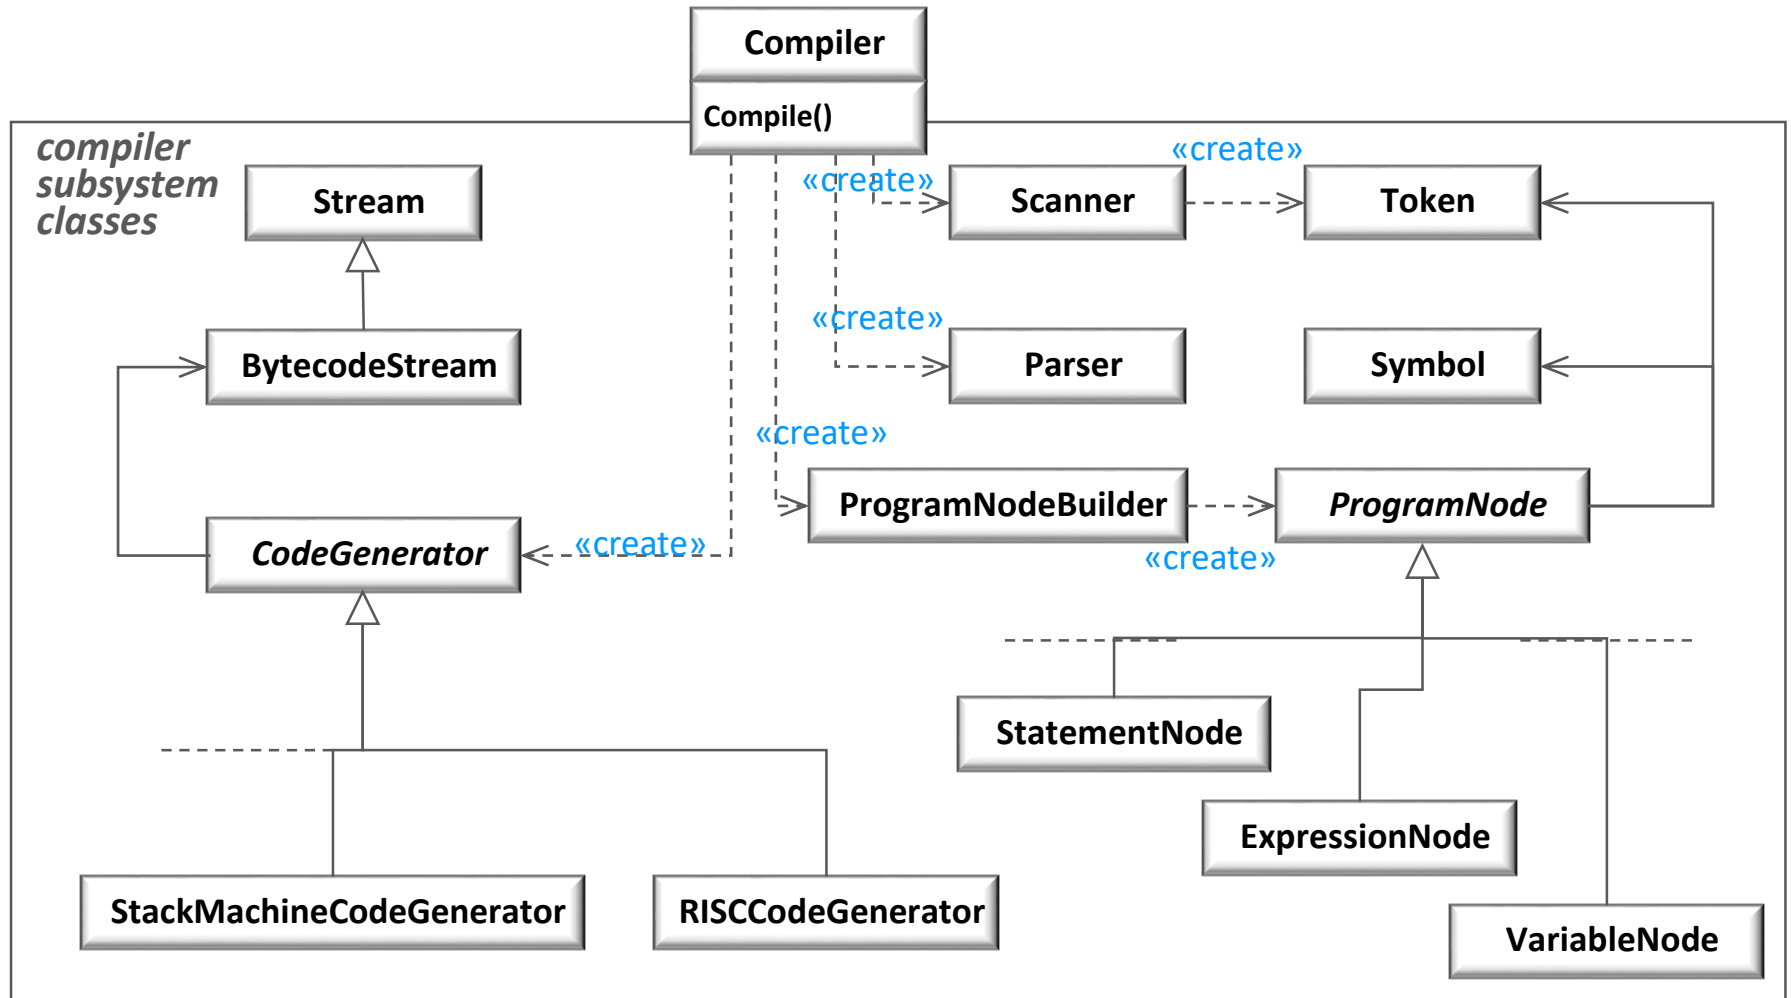 Compiler
Compile()
compiler
subsystem
classes
Stream
«create»
Scanner
«create»
Token
BytecodeStream
«create»
Parser
Symbol
«create»
ProgramNodeBuilder
ProgramNode
CodeGenerator
«create»
«create»
StatementNode
ExpressionNode
StackMachineCodeGenerator
RISCCodeGenerator
VariableNode